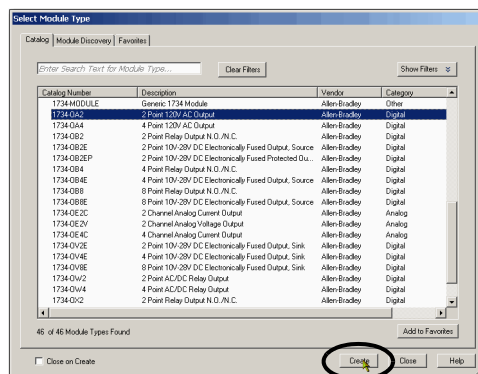 Select Module Type
Catalog Module Discovery Favorites
Enter Search Text for Module Type... Clear Filters Show Filters
Catalog Number Description Vendor Category
1734-MODULE Generic 1734 Module Allen-Bradley Other
1734-OA2 2 Point 120V AC Output Allen-Bradley Digital
1734-OA4 4 Point 120V AC Output Allen-Bradley Digital
1734-OB2 2 Point Relay Output N.O./N.C. Allen-Bradley Digital
1734-OB2E 2 Point 10V-28V DC Electronically Fused Output, Source Allen-Bradley Digital
1734-OB2EP 2 Point 10V-28V DC Electronically Fused Protected Ou... Allen-Bradley Digital
1734-OB4 4 Point Relay Output N.O./N.C. Allen-Bradley Digital
1734-OB4E 4 Point 10V-28V DC Electronically Fused Output, Source Allen-Bradley Digital
1734-OB8 8 Point Relay Output N.O./N.C. Allen-Bradley Digital
1734-OB8E 8 Point 10V-28V DC Electronically Fused Output, Source Allen-Bradley Digital
1734-OE2C 2 Channel Analog Current Output Allen-Bradley Analog
1734-OE2V 2 Channel Analog Voltage Output Allen-Bradley Analog
1734-OE4C 4 Channel Analog Current Output Allen-Bradley Analog
1734-OV2E 2 Point 10V-28V DC Electronically Fused Output, Sink Allen-Bradley Digital
1734-OV4E 4 Point 10V-28V DC Electronically Fused Output, Sink Allen-Bradley Digital
1734-OV8E 8 Point 10V-28V DC Electronically Fused Output, Sink Allen-Bradley Digital
1734-OW2 2 Point AC/DC Relay Output Allen-Bradley Digital
1734-OW4 4 Point AC/DC Relay Output Allen-Bradley Digital
1734-OX2 2 Point Relay Output N.O./N.C. Allen-Bradley Digital
46 of 46 Module Types Found Add to Favorites
Close on Create Create Close Help